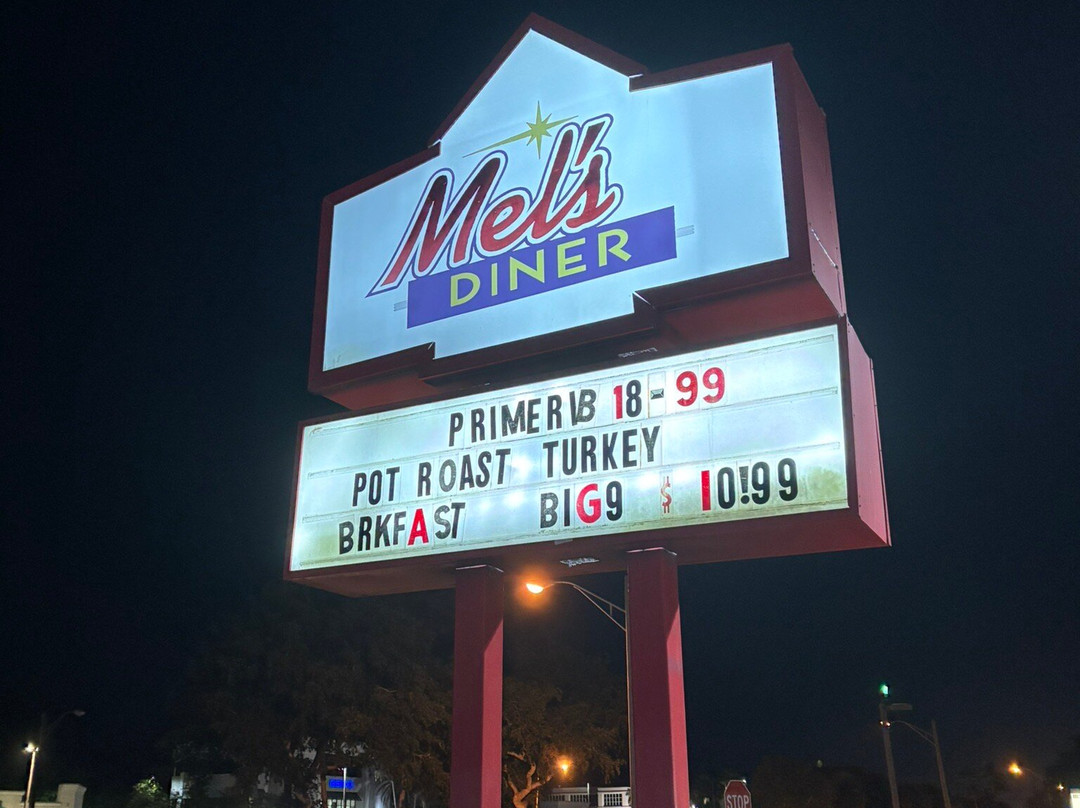 Mel's
DINER
PRIMERIB 18-99
POT ROAST TURKEY
BRKFAST BIG9 $ 10!99
STOP